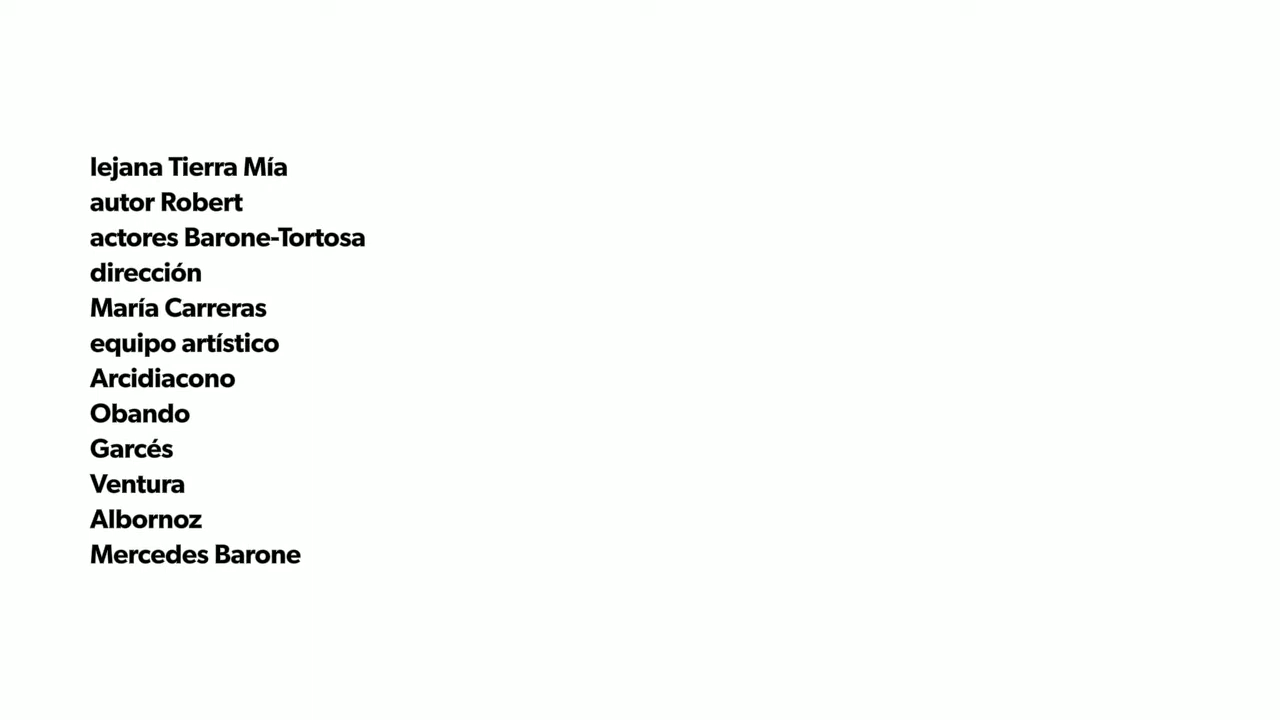 lejana Tierra Mía
autor Robert
actores Barone-Tortosa
dirección
María Carreras
equipo artístico
Arcidiacono
Obando
Garcés
Ventura
Albornoz
Mercedes Barone